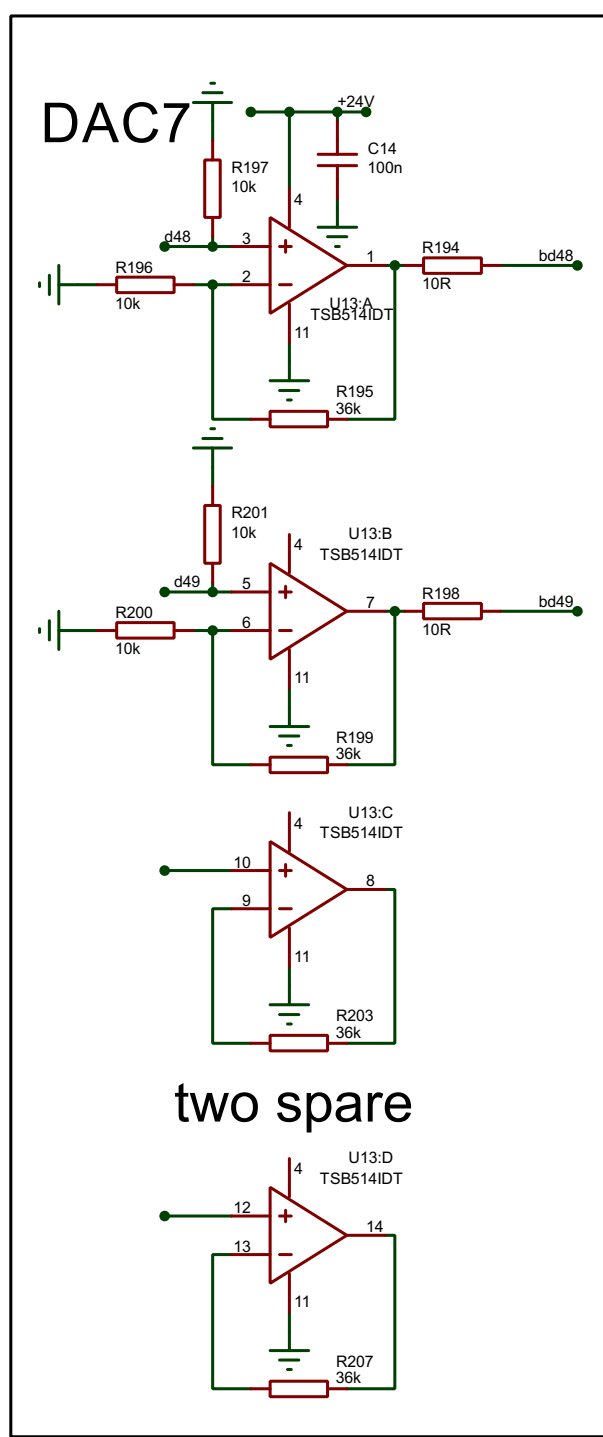 +24V
DAC7
C14
100n
R197
10k
4
d48
3
1
R194
bd48
+
R196
2
−
10k
10R
U13:A
TSB514IDT
11
R195
36k
R201
10k
U13:B
4
TSB514IDT
d49
5
7
R198
bd49
+
R200
6
−
10k
10R
11
R199
36k
U13:C
4
TSB514IDT
10
+
8
9
−
11
R203
36k
two spare
U13:D
4
TSB514IDT
12
+
14
13
−
11
R207
36k